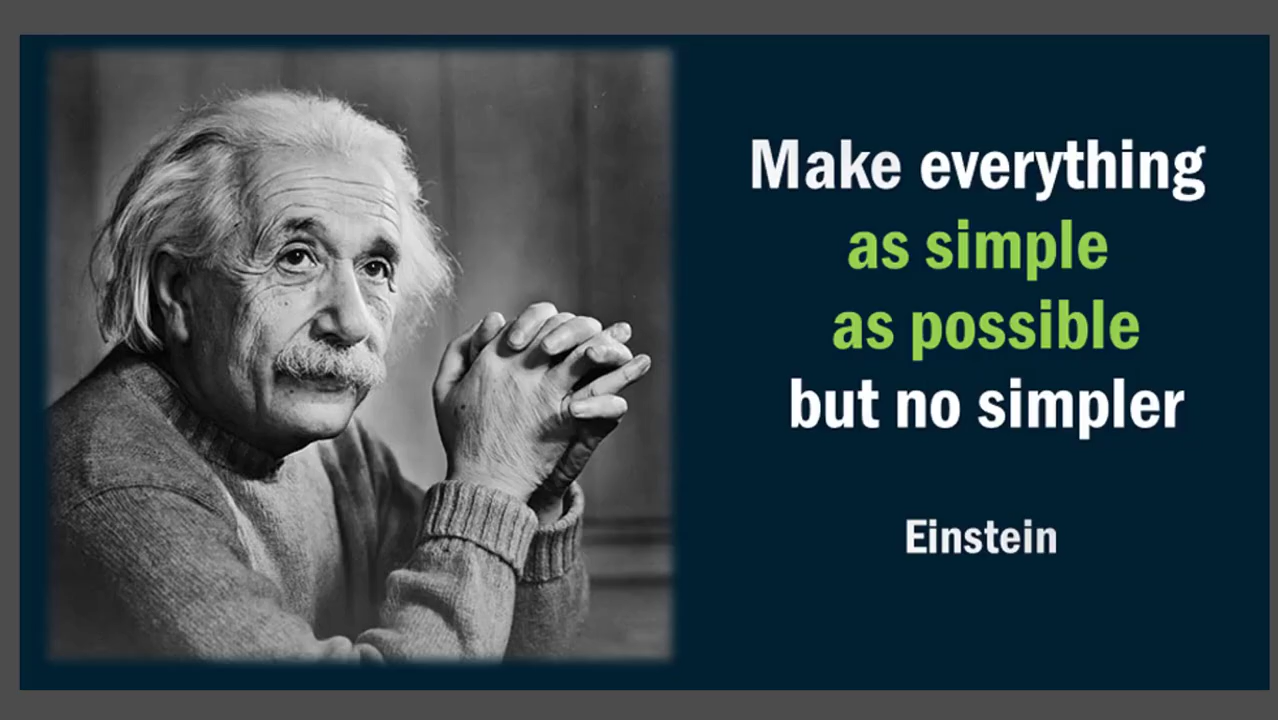 Make everything
as simple
as possible
but no simpler
Einstein